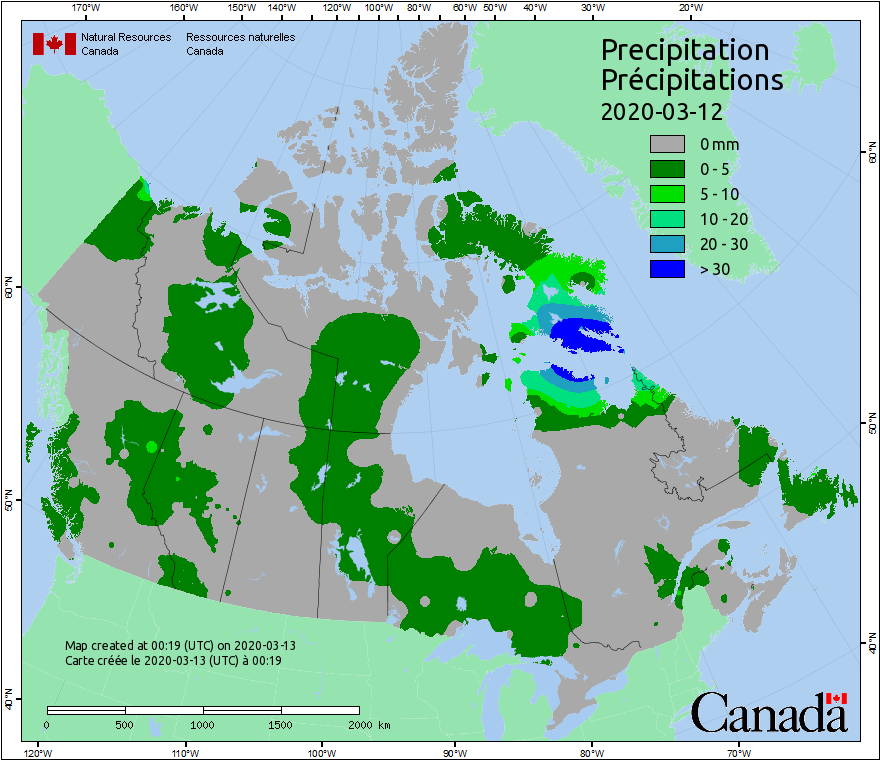 170°W 160°W 150°W 140°W 130°W 120°W 110°W 100°W 90°W 80°W 60°W 50°W 40°W 30°W 20°W
Natural Resources Ressources naturelles
Canada Canada
Precipitation
Précipitations
2020-03-12
0 mm
0 - 5
5 - 10
10 - 20
20 - 30
> 30
60°N
60°N
50°N
50°N
40°N
40°N
Map created at 00:19 (UTC) on 2020-03-13
Carte créée le 2020-03-13 (UTC) à 00:19
0 500 1000 1500 2000 km
Canada
120°W 110°W 100°W 90°W 80°W 70°W